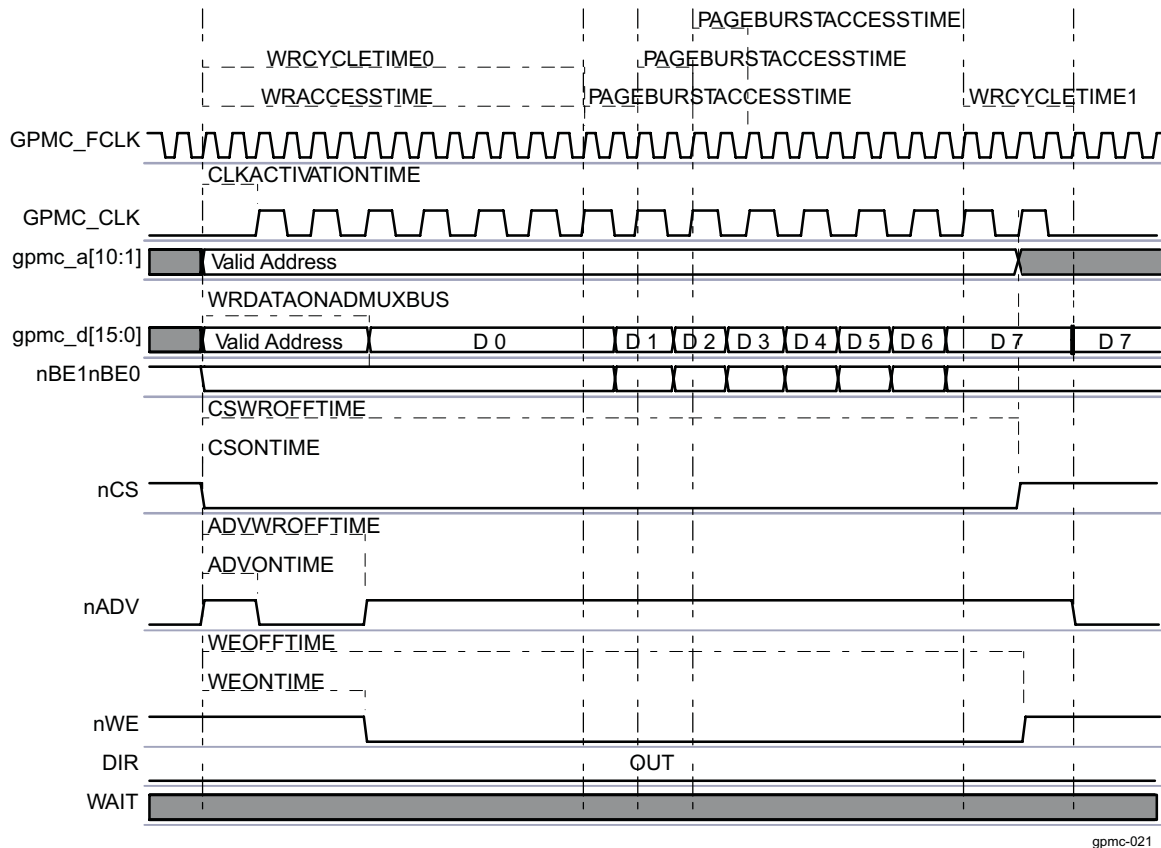 PAGEBURSTACCESSTIME
WRCYCLETIME0 PAGEBURSTACCESSTIME
WRACCESSTIME PAGEBURSTACCESSTIME WRCYCLETIME1
GPMC_FCLK
CLKACTIVATIONTIME
GPMC_CLK
gpmc_a[10:1] Valid Address
WRDATAONADMUXBUS
gpmc_d[15:0] Valid Address D 0 D 1 D 2 D 3 D 4 D 5 D 6 D 7 D 7
nBE1nBE0
CSWROFFTIME
CSONTIME
nCS
ADVWROFFTIME
ADVONTIME
nADV
WEOFFTIME
WEONTIME
nWE
DIR OUT
WAIT
gpmc-021